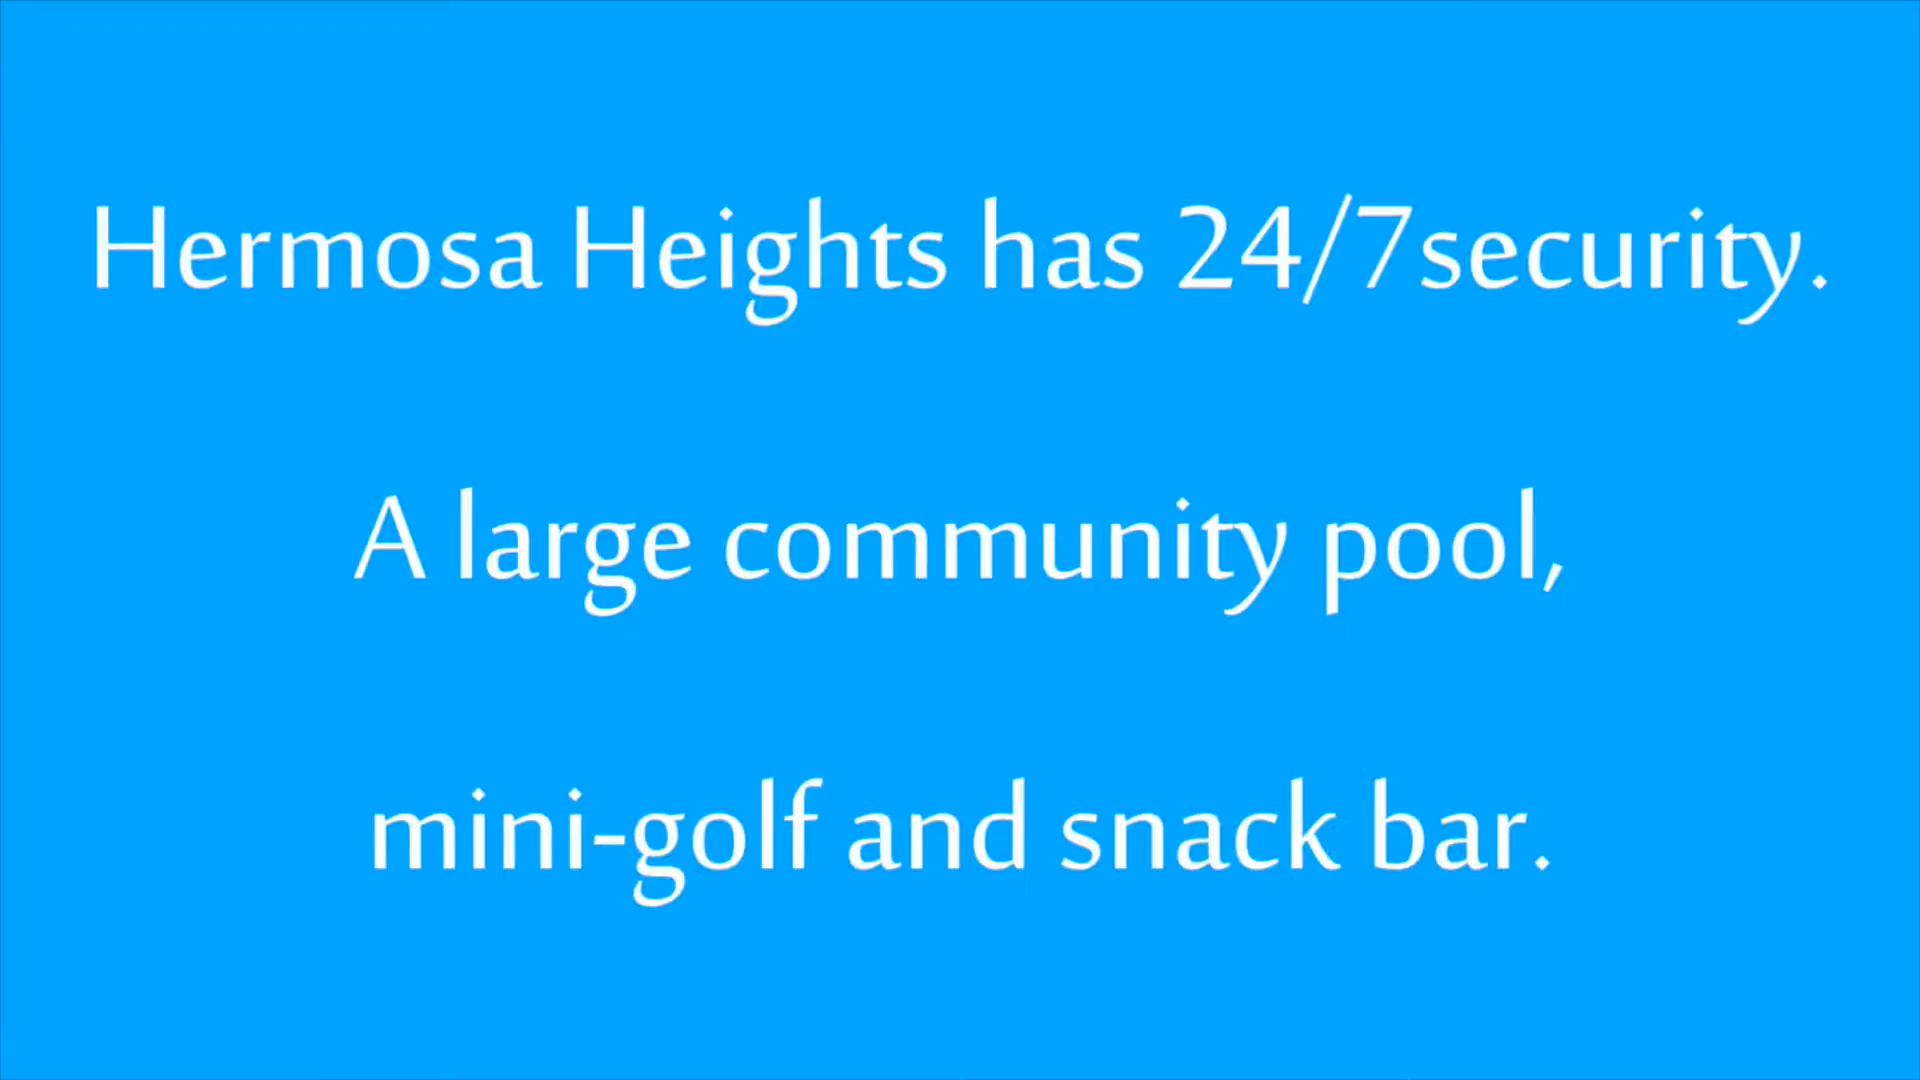 Hermosa Heights has 24/7security.
A large community pool,
mini-golf and snack bar.